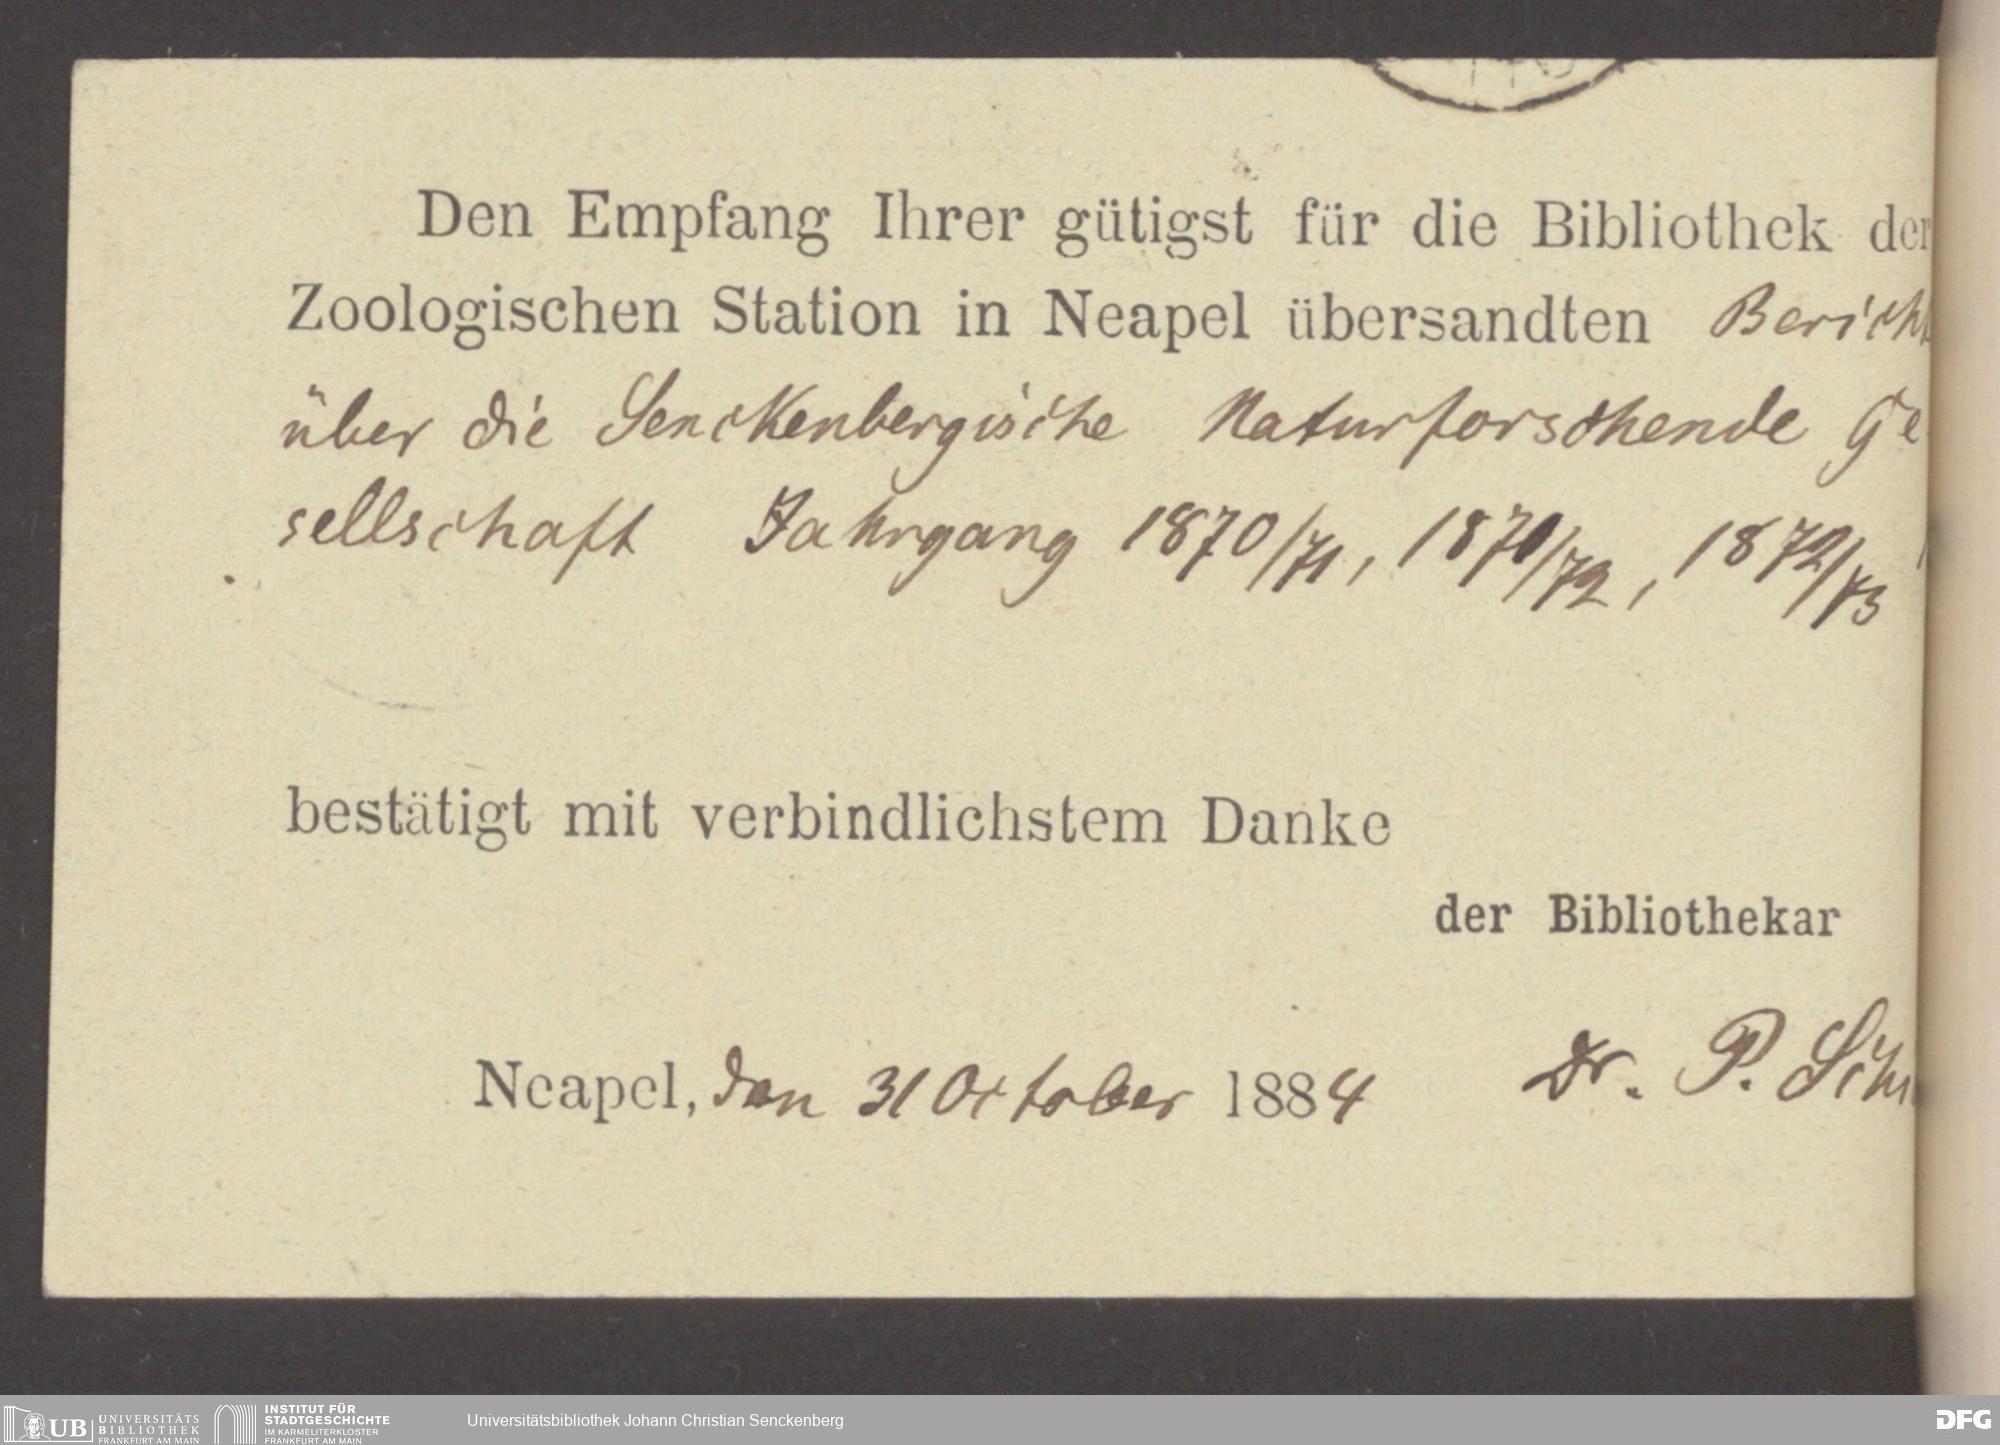 Den Empfang Ihrer gütigst für die Bibliothek der
Zoologischen Station in Neapel übersandten Bericht
über die Senckenbergische Naturforschende Ge
sellschaft Jahrgang 1870/71, 1871/72, 1872/73
bestätigt mit verbindlichstem Danke
der Bibliothekar
Neapel, den 31 October 1884 Dr. P. Sch
UB UNIVERSITÄTS
BIBLIOTHEK
FRANKFURT AM MAIN
INSTITUT FÜR
STADTGESCHICHTE
IM KARMELITERKLOSTER
FRANKFURT AM MAIN
Universitätsbibliothek Johann Christian Senckenberg
DFG